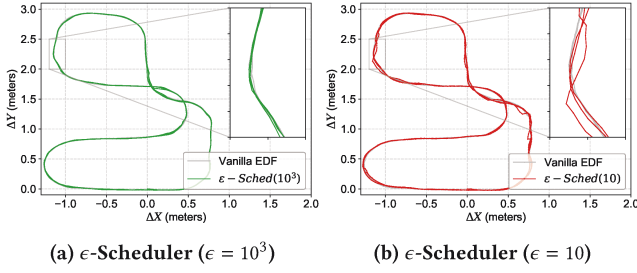 3.0
2.5
2.0
1.5
1.0
0.5
0.0
ΔY (meters)
Vanilla EDF
ε − Sched(10³)
−1.0 −0.5 0.0 0.5 1.0 1.5 2.0
ΔX (meters)
(a) ϵ-Scheduler (ϵ = 10³)
3.0
2.5
2.0
1.5
1.0
0.5
0.0
ΔY (meters)
Vanilla EDF
ε − Sched(10)
−1.0 −0.5 0.0 0.5 1.0 1.5 2.0
ΔX (meters)
(b) ϵ-Scheduler (ϵ = 10)